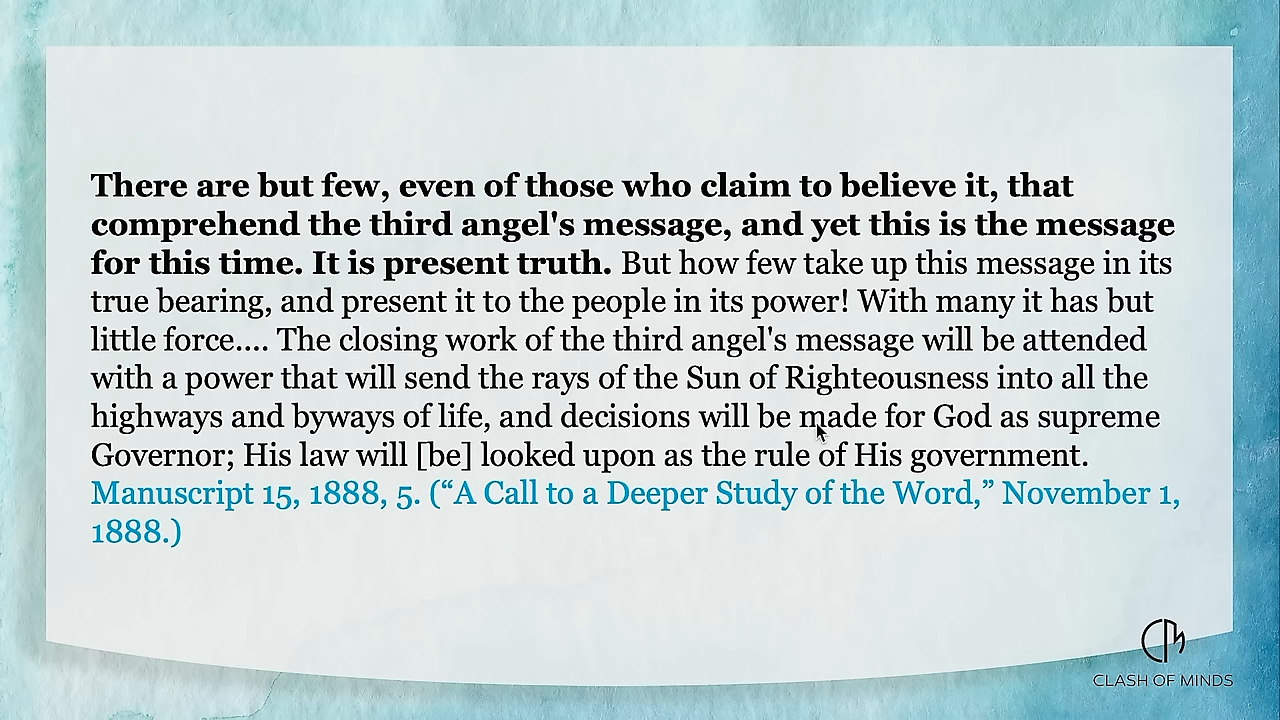 There are but few, even of those who claim to believe it, that
comprehend the third angel's message, and yet this is the message
for this time. It is present truth. But how few take up this message in its
true bearing, and present it to the people in its power! With many it has but
little force.... The closing work of the third angel's message will be attended
with a power that will send the rays of the Sun of Righteousness into all the
highways and byways of life, and decisions will be made for God as supreme
Governor; His law will [be] looked upon as the rule of His government.
Manuscript 15, 1888, 5. (“A Call to a Deeper Study of the Word,” November 1,
1888.)
CLASH OF MINDS